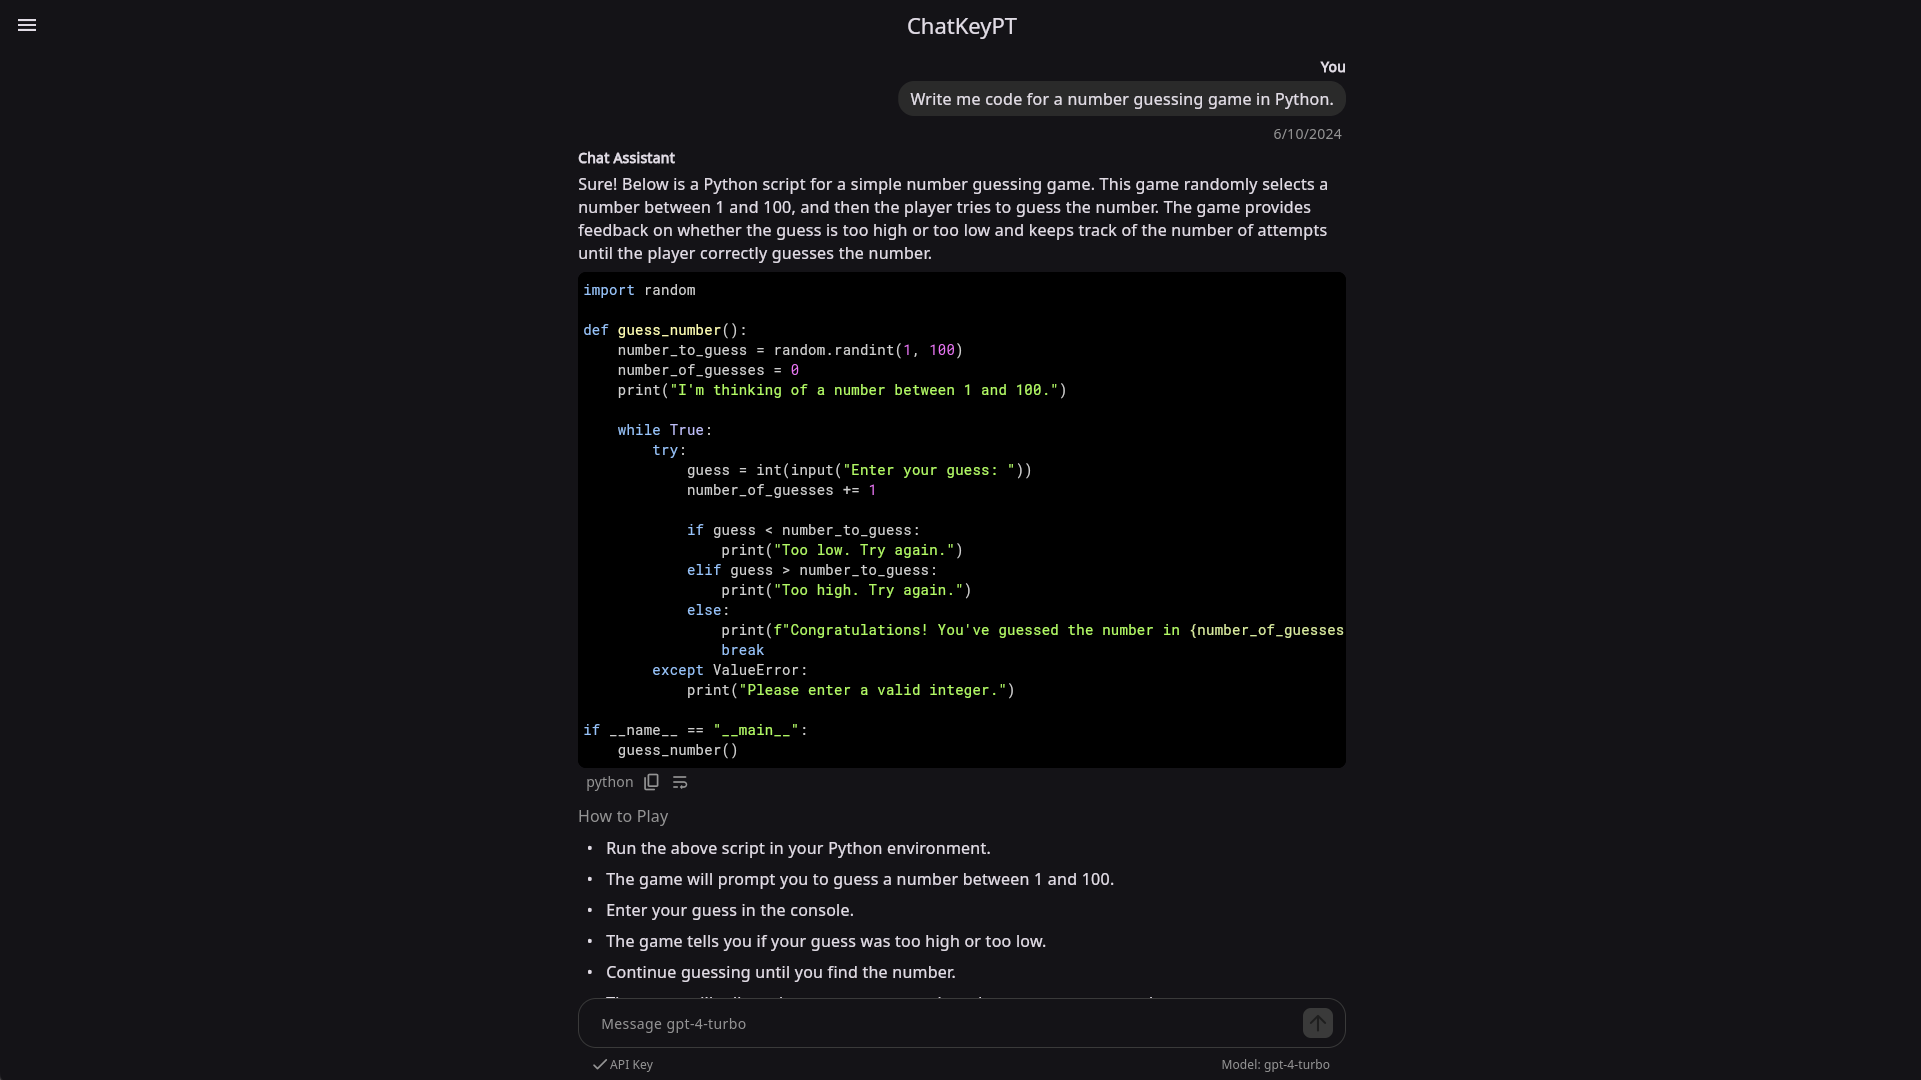 ChatKeyPT
You
Write me code for a number guessing game in Python.
6/10/2024
Chat Assistant
Sure! Below is a Python script for a simple number guessing game. This game randomly selects a
number between 1 and 100, and then the player tries to guess the number. The game provides
feedback on whether the guess is too high or too low and keeps track of the number of attempts
until the player correctly guesses the number.
import random
def guess_number():
    number_to_guess = random.randint(1, 100)
    number_of_guesses = 0
    print("I'm thinking of a number between 1 and 100.")
    while True:
        try:
            guess = int(input("Enter your guess: "))
            number_of_guesses += 1
            if guess < number_to_guess:
                print("Too low. Try again.")
            elif guess > number_to_guess:
                print("Too high. Try again.")
            else:
                print(f"Congratulations! You've guessed the number in {number_of_guesses
                break
        except ValueError:
            print("Please enter a valid integer.")
if __name__ == "__main__":
    guess_number()
python
How to Play
• Run the above script in your Python environment.
• The game will prompt you to guess a number between 1 and 100.
• Enter your guess in the console.
• The game tells you if your guess was too high or too low.
• Continue guessing until you find the number.
Message gpt-4-turbo
API Key
Model: gpt-4-turbo